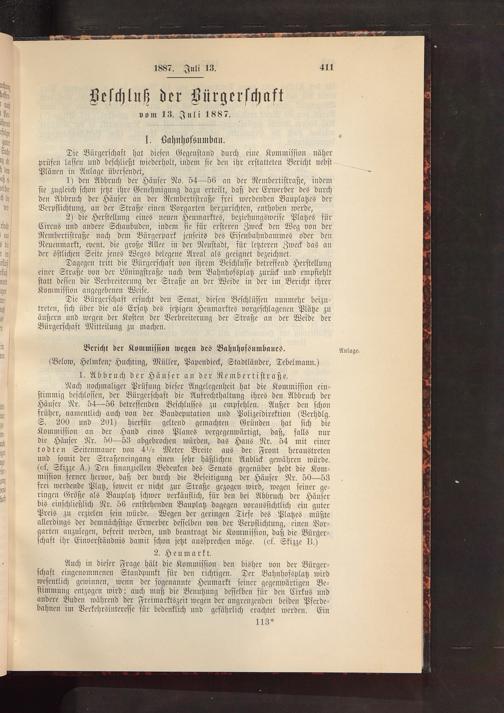 1887. Juli 13. 411
Beschluß der Bürgerschaft
vom 13. Juli 1887.
I. Bahnhofsumbau.
Die Bürgerschaft hat diesen Gegenstand durch eine Kommission näher
prüfen lassen und beschließt wiederholt, indem sie den ihr erstatteten Bericht nebst
Plänen in Anlage übersendet,
1) den Abbruch der Häuser No. 54—56 an der Rembertistraße, indem
sie zugleich schon jetzt ihre Genehmigung dazu erteilt, daß der Erwerber des durch
den Abbruch der Häuser an der Rembertistraße frei werdenden Bauplatzes der
Verpflichtung, an der Straße einen Vorgarten herzurichten, enthoben werde,
2) die Herstellung eines neuen Heumarktes, beziehungsweise Platzes für
Circus und andere Schaubuden, indem sie für ersteren Zweck den Weg von der
Rembertistraße nach dem Bürgerpark jenseits des Eisenbahndammes oder den
Neuenmarkt, event. die große Allee in der Neustadt, für letzteren Zweck das an
der östlichen Seite jenes Weges belegene Areal als geeignet bezeichnet.
Dagegen tritt die Bürgerschaft von ihrem Beschlusse betreffend Herstellung
einer Straße von der Löningstraße nach dem Bahnhofsplatz zurück und empfiehlt
statt dessen die Verbreiterung der Straße an der Weide in der im Bericht ihrer
Kommission angegebenen Weise.
Die Bürgerschaft ersucht den Senat, diesen Beschlüssen nunmehr beizu-
treten, sich über die als Ersatz des jetzigen Heumarktes vorgeschlagenen Plätze zu
äußern und wegen der Kosten der Verbreiterung der Straße an der Weide der
Bürgerschaft Mitteilung zu machen.
Bericht der Kommission wegen des Bahnhofsumbaues.
Anlage.
(Below, Helmken, Huchting, Müller, Papendieck, Stadtländer, Tebelmann.)
1. Abbruch der Häuser an der Rembertistraße.
Nach nochmaliger Prüfung dieser Angelegenheit hat die Kommission ein-
stimmig beschlossen, der Bürgerschaft die Aufrechthaltung ihres den Abbruch der
Häuser Nr. 54—56 betreffenden Beschlusses zu empfehlen. Außer den schon
früher, namentlich auch von der Baudeputation und Polizeidirektion (Verhdlg.
S. 200 und 201) hierfür geltend gemachten Gründen hat sich die
Kommission an der Hand eines Planes vergegenwärtigt, daß, falls nur
die Häuser Nr. 50—53 abgebrochen würden, das Haus Nr. 54 mit einer
todten Seitenmauer von 4½ Meter Breite aus der Front heraustreten
und somit der Straßeneingang einen sehr häßlichen Anblick gewähren würde.
(cf. Skizze A.) Den finanziellen Bedenken des Senats gegenüber hebt die Kom-
mission ferner hervor, daß der durch die Beseitigung der Häuser Nr. 50—53
frei werdende Platz, soweit er nicht zur Straße gezogen wird, wegen seiner ge-
ringen Größe als Bauplatz schwer verkäuflich, für den bei Abbruch der Häuser
bis einschließlich Nr. 56 entstehenden Bauplatz dagegen voraussichtlich ein guter
Preis zu erzielen sein würde. Wegen der geringen Tiefe des Platzes müßte
allerdings der demnächstige Erwerber desselben von der Verpflichtung, einen Vor-
garten anzulegen, befreit werden, und beantragt die Kommission, daß die Bürger-
schaft ihr Einverständnis damit schon jetzt aussprechen möge. (cf. Skizze B.)
2. Heumarkt.
Auch in dieser Frage hält die Kommission den bisher von der Bürger-
schaft eingenommenen Standpunkt für den richtigen. Der Bahnhofsplatz wird
wesentlich gewinnen, wenn der sogenannte Heumarkt seiner gegenwärtigen Be-
stimmung entzogen wird; auch muß die Benutzung desselben für den Cirkus und
andere Buden während der Freimarktszeit wegen der angrenzenden beiden Pferde-
bahnen im Verkehrsinteresse für bedenklich und gefährlich erachtet werden. Ein
113*